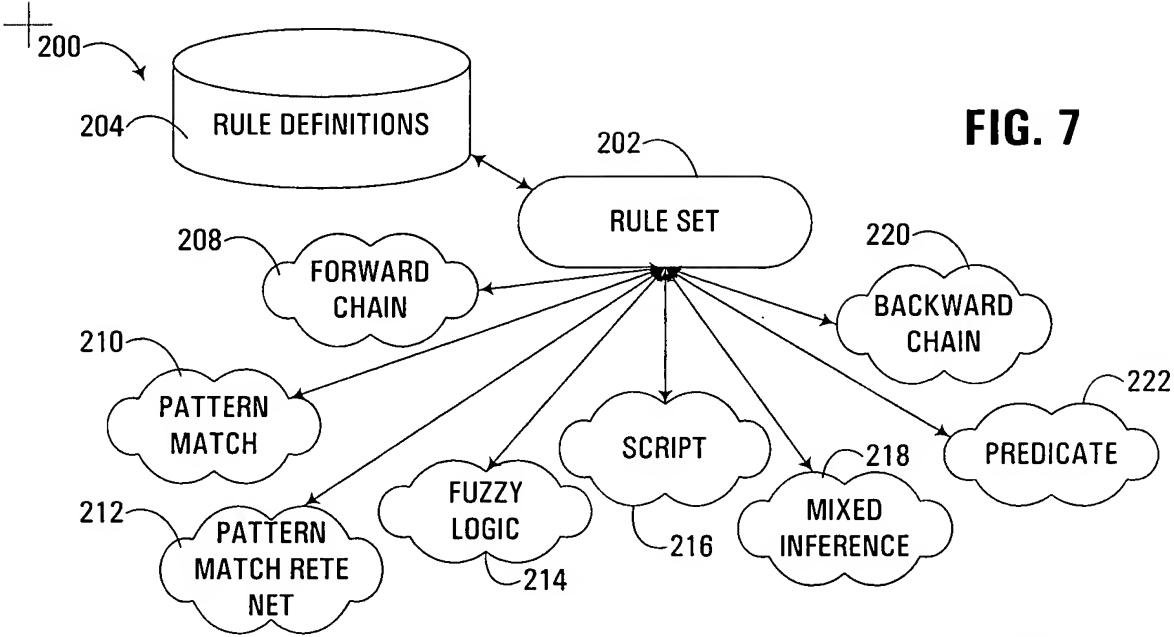 200
204
RULE DEFINITIONS
FIG. 7
202
RULE SET
208
FORWARD
CHAIN
220
BACKWARD
CHAIN
210
PATTERN
MATCH
222
PREDICATE
SCRIPT
216
218
MIXED
INFERENCE
FUZZY
LOGIC
214
212
PATTERN
MATCH RETE
NET